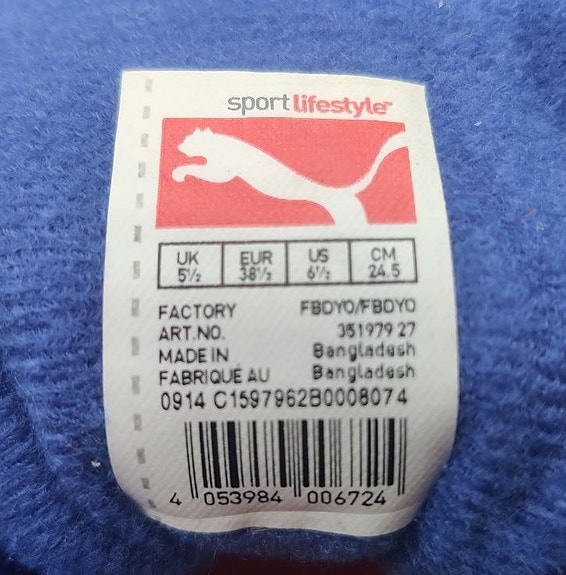 sport lifestyle™
UK EUR US CM
5½ 38½ 6½ 24.5
FACTORY FBDYO/FBDYO
ART.NO. 351979 27
MADE IN Bangladesh
FABRIQUÉ AU Bangladesh
0914 C1597962B0008074
4 053984 006724